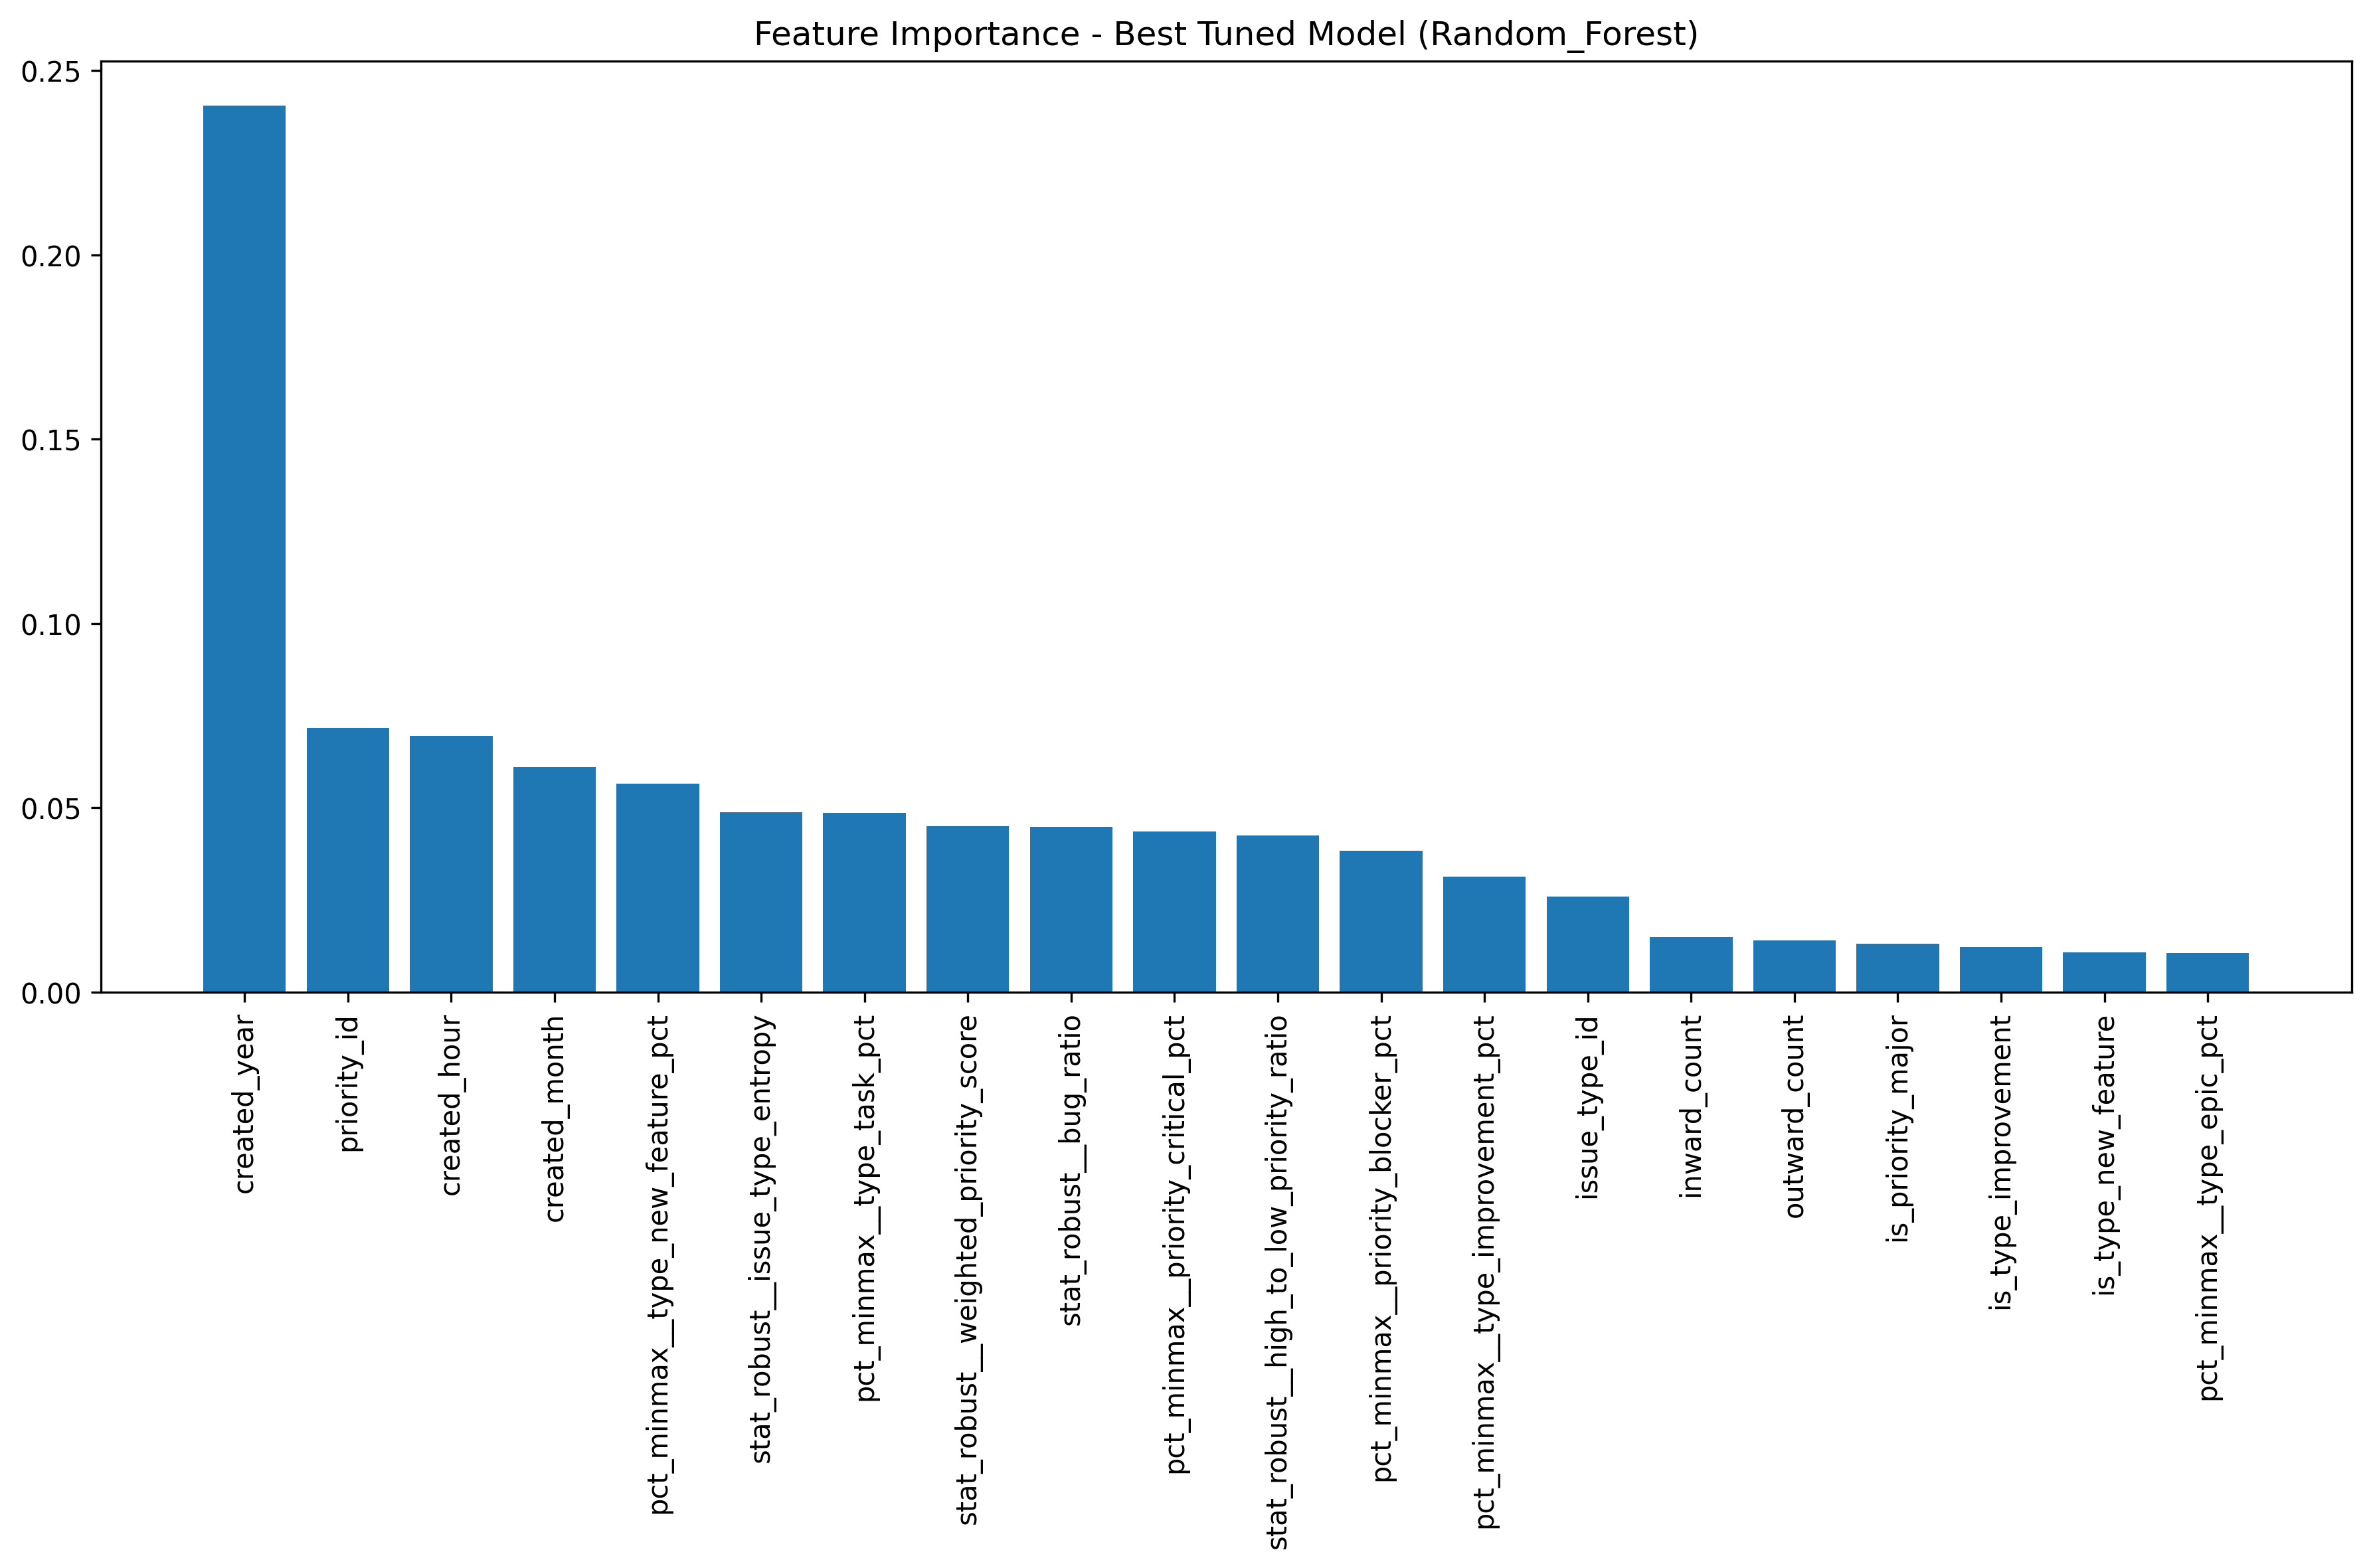 Feature Importance - Best Tuned Model (Random_Forest)
0.25
0.20
0.15
0.10
0.05
0.00
created_year
priority_id
created_hour
created_month
pct_minmax__type_new_feature_pct
stat_robust__issue_type_entropy
pct_minmax__type_task_pct
stat_robust__weighted_priority_score
stat_robust__bug_ratio
pct_minmax__priority_critical_pct
stat_robust__high_to_low_priority_ratio
pct_minmax__priority_blocker_pct
pct_minmax__type_improvement_pct
issue_type_id
inward_count
outward_count
is_priority_major
is_type_improvement
is_type_new_feature
pct_minmax__type_epic_pct